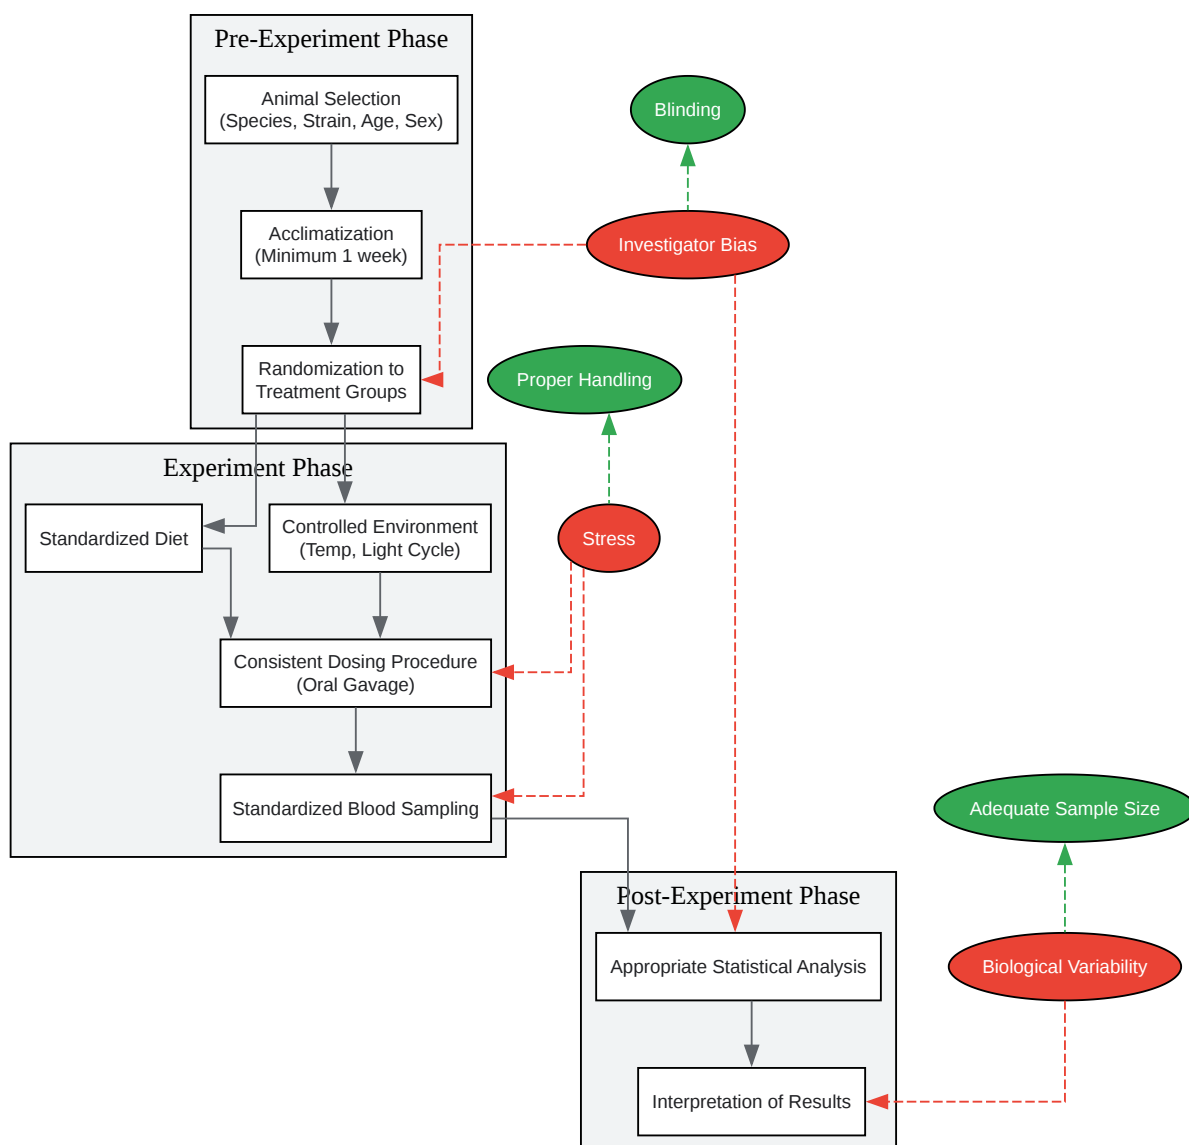 Pre-Experiment Phase
Animal Selection
(Species, Strain, Age, Sex)
Blinding
Acclimatization
(Minimum 1 week)
Investigator Bias
Randomization to
Treatment Groups
Proper Handling
Experiment Phase
Standardized Diet
Controlled Environment
(Temp, Light Cycle)
Stress
Consistent Dosing Procedure
(Oral Gavage)
Standardized Blood Sampling
Adequate Sample Size
Post-Experiment Phase
Appropriate Statistical Analysis
Biological Variability
Interpretation of Results